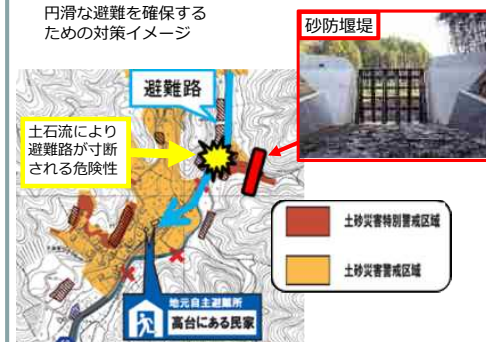 円滑な避難を確保する
ための対策イメージ
砂防堰堤
避難路
土石流により
避難路が寸断
される危険性
土砂災害特別警戒区域
土砂災害警戒区域
地元自主避難所
高台にある民家